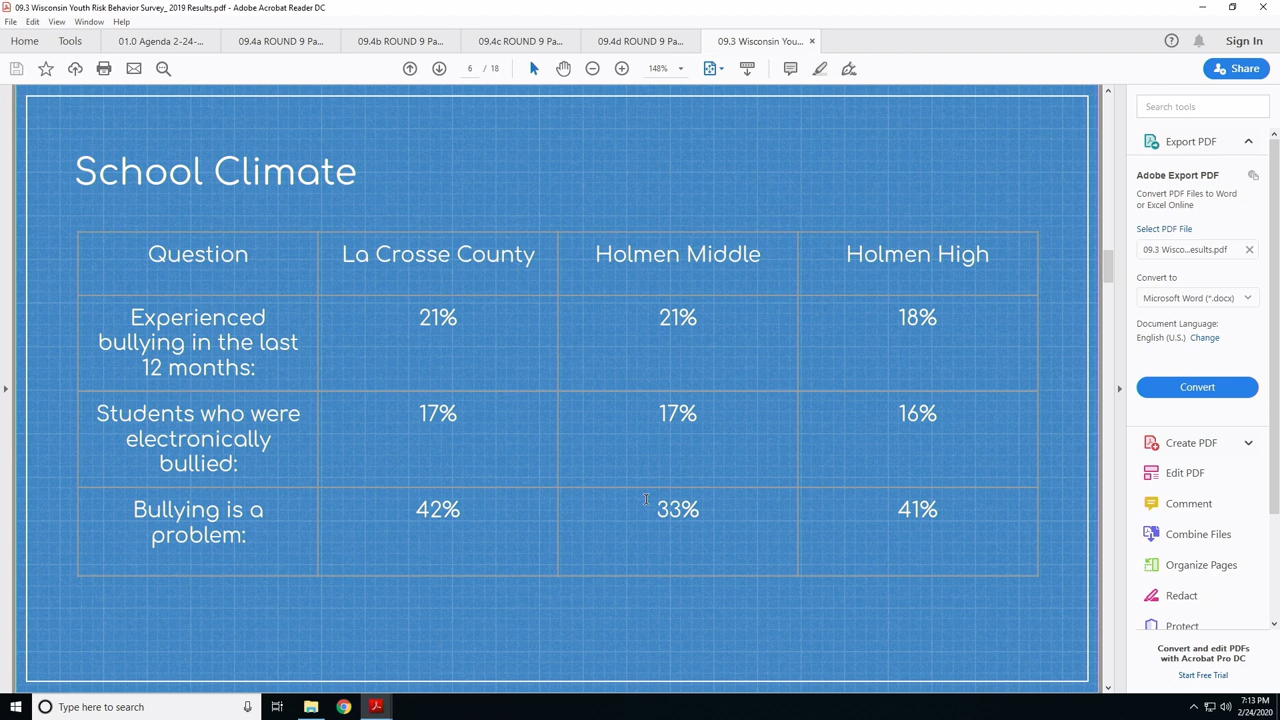 09.3 Wisconsin Youth Risk Behavior Survey_ 2019 Results.pdf - Adobe Acrobat Reader DC
File Edit View Window Help
Home Tools 01.0 Agenda 2-24-... 09.4a ROUND 9 Pa... 09.4b ROUND 9 Pa... 09.4c ROUND 9 Pa... 09.4d ROUND 9 Pa... 09.3 Wisconsin You... × Sign In
6 / 18 148% Share
School Climate
Question La Crosse County Holmen Middle Holmen High
Experienced bullying in the last 12 months: 21% 21% 18%
Students who were electronically bullied: 17% 17% 16%
Bullying is a problem: 42% 33% 41%
Search tools
Export PDF
Adobe Export PDF
Convert PDF Files to Word
or Excel Online
Select PDF File
09.3 Wisco...esults.pdf
Convert to
Microsoft Word (*.docx)
Document Language:
English (U.S.) Change
Convert
Create PDF
Edit PDF
Comment
Combine Files
Organize Pages
Redact
Protect
Convert and edit PDFs
with Acrobat Pro DC
Start Free Trial
Type here to search
7:13 PM
2/24/2020